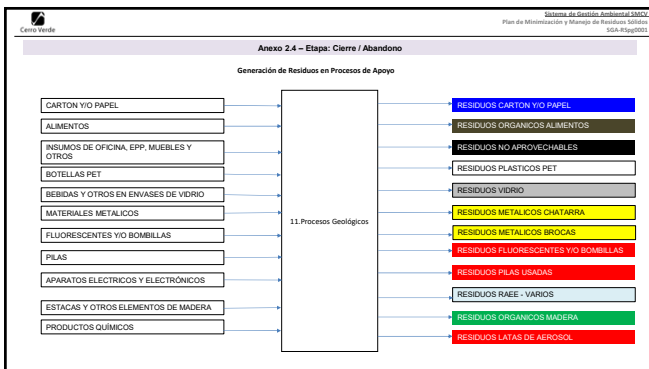 Cerro Verde
Sistema de Gestión Ambiental SMCV
Plan de Minimización y Manejo de Residuos Sólidos
SGA-RSpg0001
Anexo 2.4 – Etapa: Cierre / Abandono
Generación de Residuos en Procesos de Apoyo
CARTON Y/O PAPEL
ALIMENTOS
INSUMOS DE OFICINA, EPP, MUEBLES Y
OTROS
BOTELLAS PET
BEBIDAS Y OTROS EN ENVASES DE VIDRIO
MATERIALES METALICOS
FLUORESCENTES Y/O BOMBILLAS
PILAS
APARATOS ELECTRICOS Y ELECTRÓNICOS
ESTACAS Y OTROS ELEMENTOS DE MADERA
PRODUCTOS QUÍMICOS
11.Procesos Geológicos
RESIDUOS CARTON Y/O PAPEL
RESIDUOS ORGANICOS ALIMENTOS
RESIDUOS NO APROVECHABLES
RESIDUOS PLASTICOS PET
RESIDUOS VIDRIO
RESIDUOS METALICOS CHATARRA
RESIDUOS METALICOS BROCAS
RESIDUOS FLUORESCENTES Y/O BOMBILLAS
RESIDUOS PILAS USADAS
RESIDUOS RAEE - VARIOS
RESIDUOS ORGANICOS MADERA
RESIDUOS LATAS DE AEROSOL